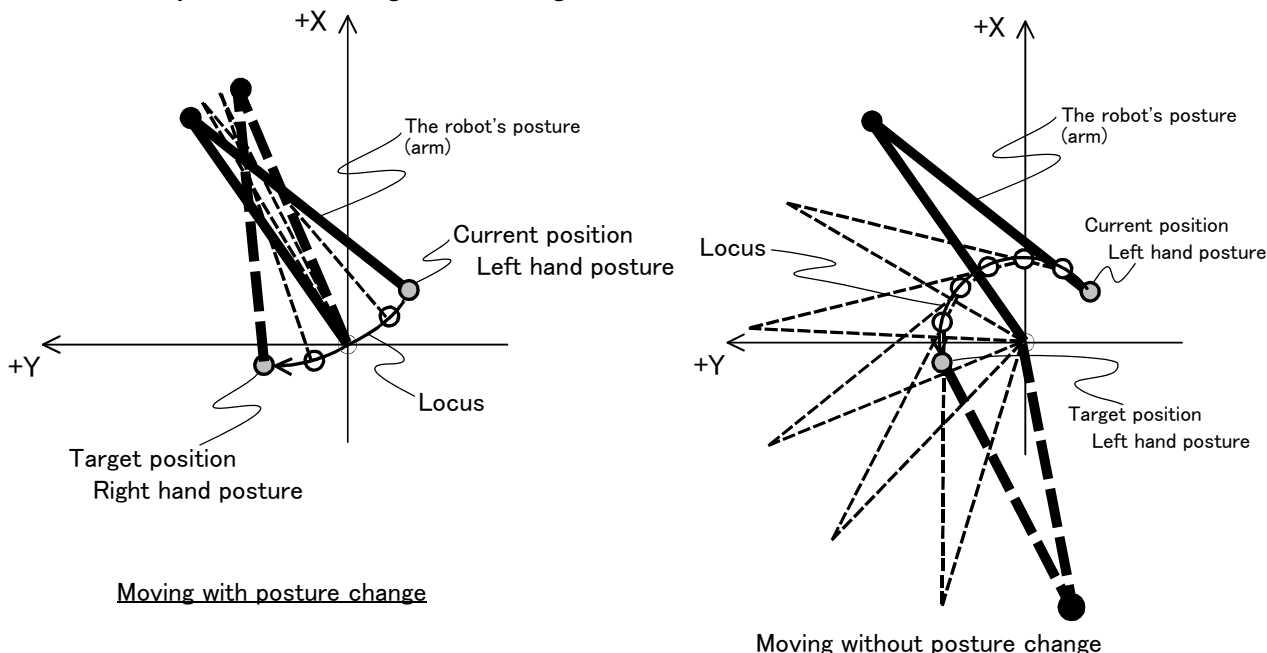 +X
The robot's posture
(arm)
Current position
Left hand posture
+Y
Locus
Target position
Right hand posture
Moving with posture change
+X
The robot's posture
(arm)
Current position
Left hand posture
Locus
+Y
Target position
Left hand posture
Moving without posture change